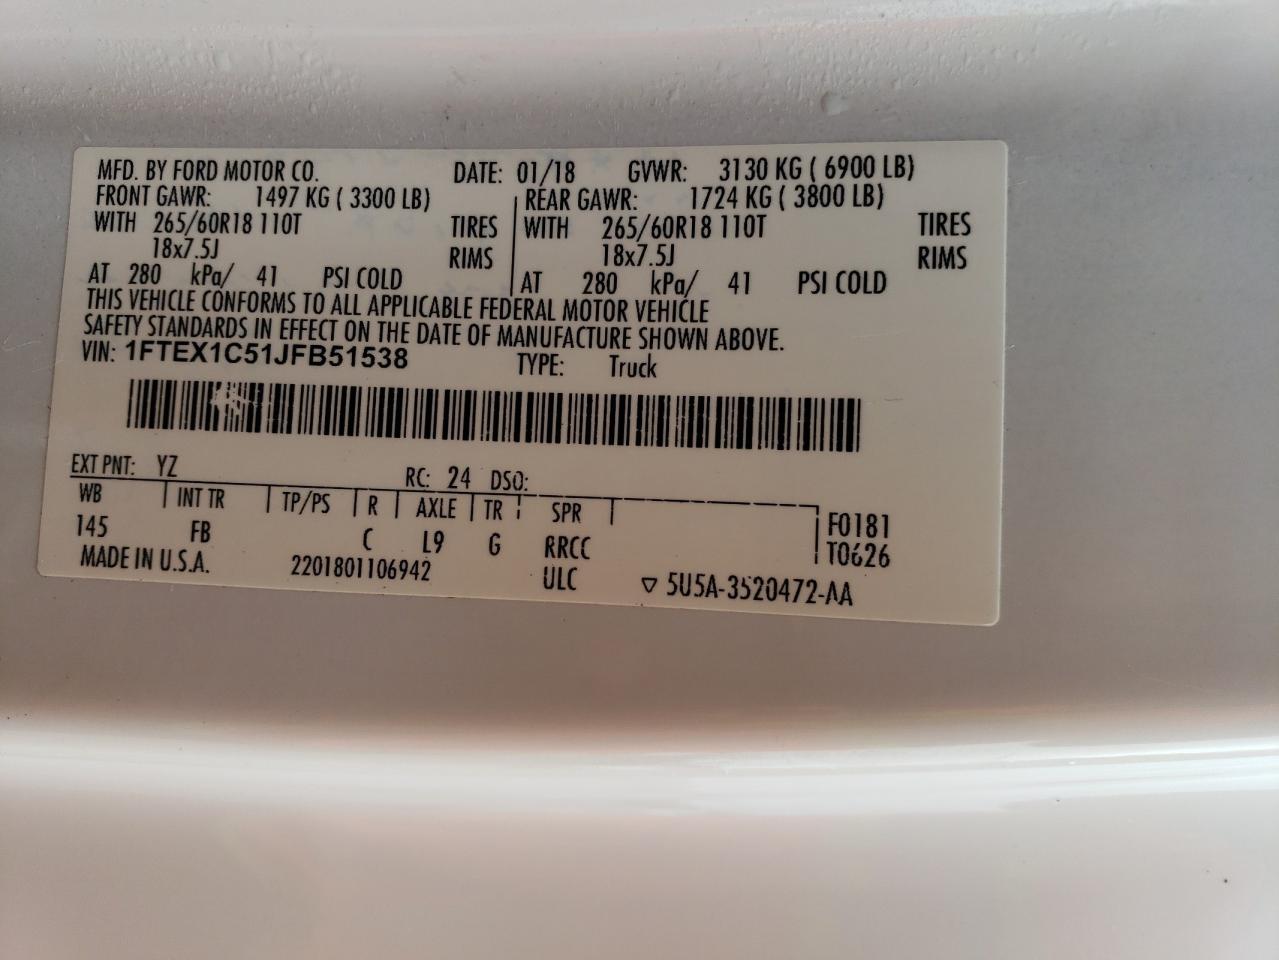 MFD. BY FORD MOTOR CO. DATE: 01/18 GVWR: 3130 KG ( 6900 LB)
FRONT GAWR: 1497 KG ( 3300 LB) REAR GAWR: 1724 KG ( 3800 LB)
WITH 265/60R18 110T TIRES WITH 265/60R18 110T TIRES
18x7.5J RIMS 18x7.5J RIMS
AT 280 kPa/ 41 PSI COLD AT 280 kPa/ 41 PSI COLD
THIS VEHICLE CONFORMS TO ALL APPLICABLE FEDERAL MOTOR VEHICLE
SAFETY STANDARDS IN EFFECT ON THE DATE OF MANUFACTURE SHOWN ABOVE.
VIN: 1FTEX1C51JFB51538 TYPE: Truck
EXT PNT: YZ RC: 24 DSO:
WB INT TR TP/PS R AXLE TR SPR F0181
145 FB C L9 G RRCC T0626
MADE IN U.S.A. 2201801106942 ULC ▽ 5U5A-3520472-AA